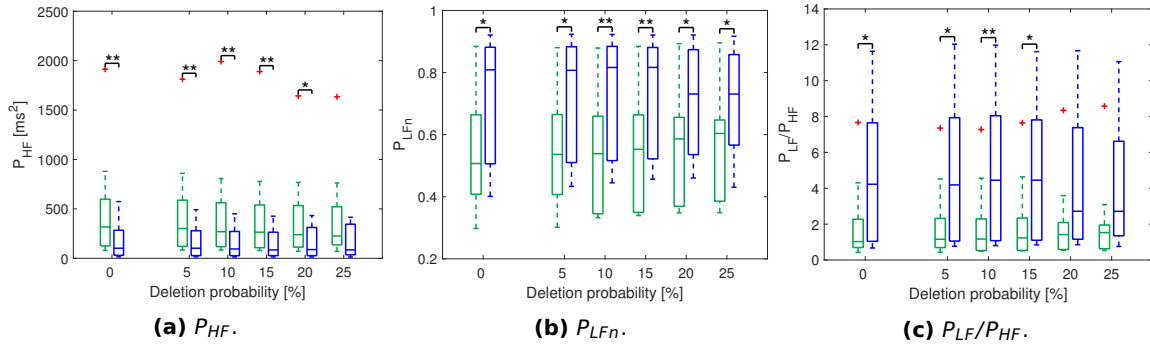 P_HF [ms²]
2500
2000
1500
1000
500
0
** ** ** ** *
0 5 10 15 20 25
Deletion probability [%]
(a) P_HF.
P_LFn
1
0.8
0.6
0.4
0.2
* * ** ** * *
0 5 10 15 20 25
Deletion probability [%]
(b) P_LFn.
P_LF/P_HF
14
12
10
8
6
4
2
0
* * ** *
0 5 10 15 20 25
Deletion probability [%]
(c) P_LF/P_HF.